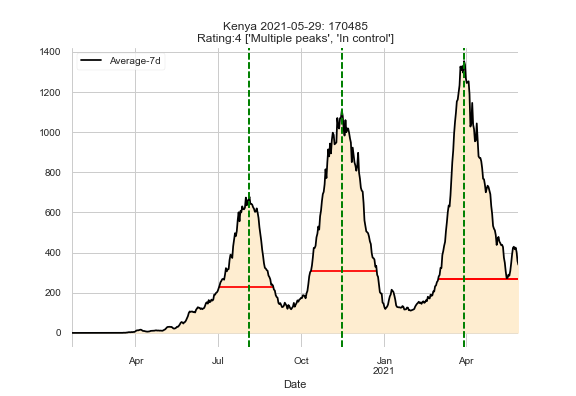 Kenya 2021-05-29: 170485
Rating:4 ['Multiple peaks', 'In control']
1400
Average-7d
1200
1000
800
600
400
200
0
Apr
Jul
Oct
Jan
2021
Apr
Date